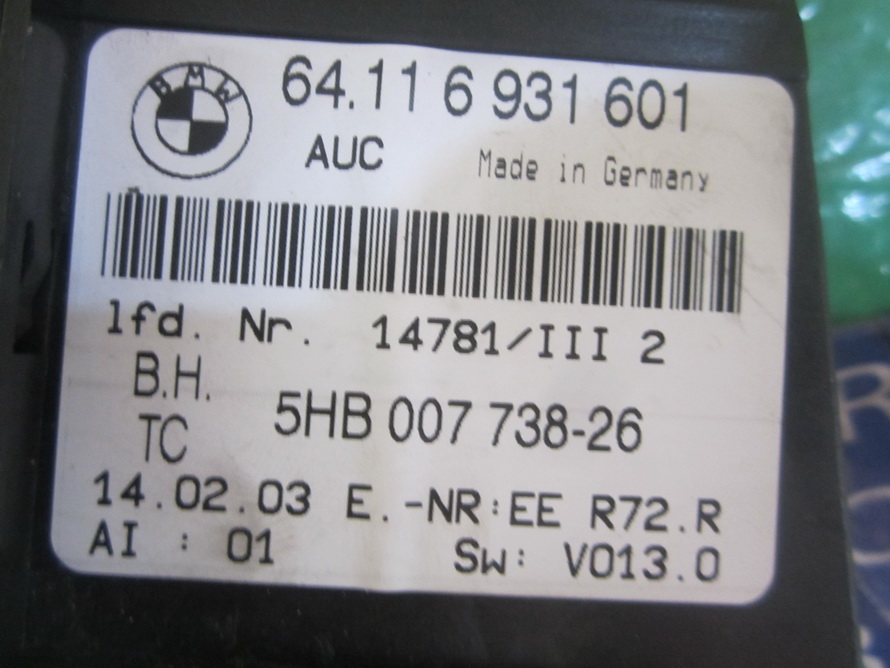 BMW
64.11 6 931 601
AUC
Made in Germany
lfd. Nr. 14781/III 2
B.H.
TC
5HB 007 738-26
14.02.03 E.-NR:EE R72.R
AI : 01
Sw: V013.0
R